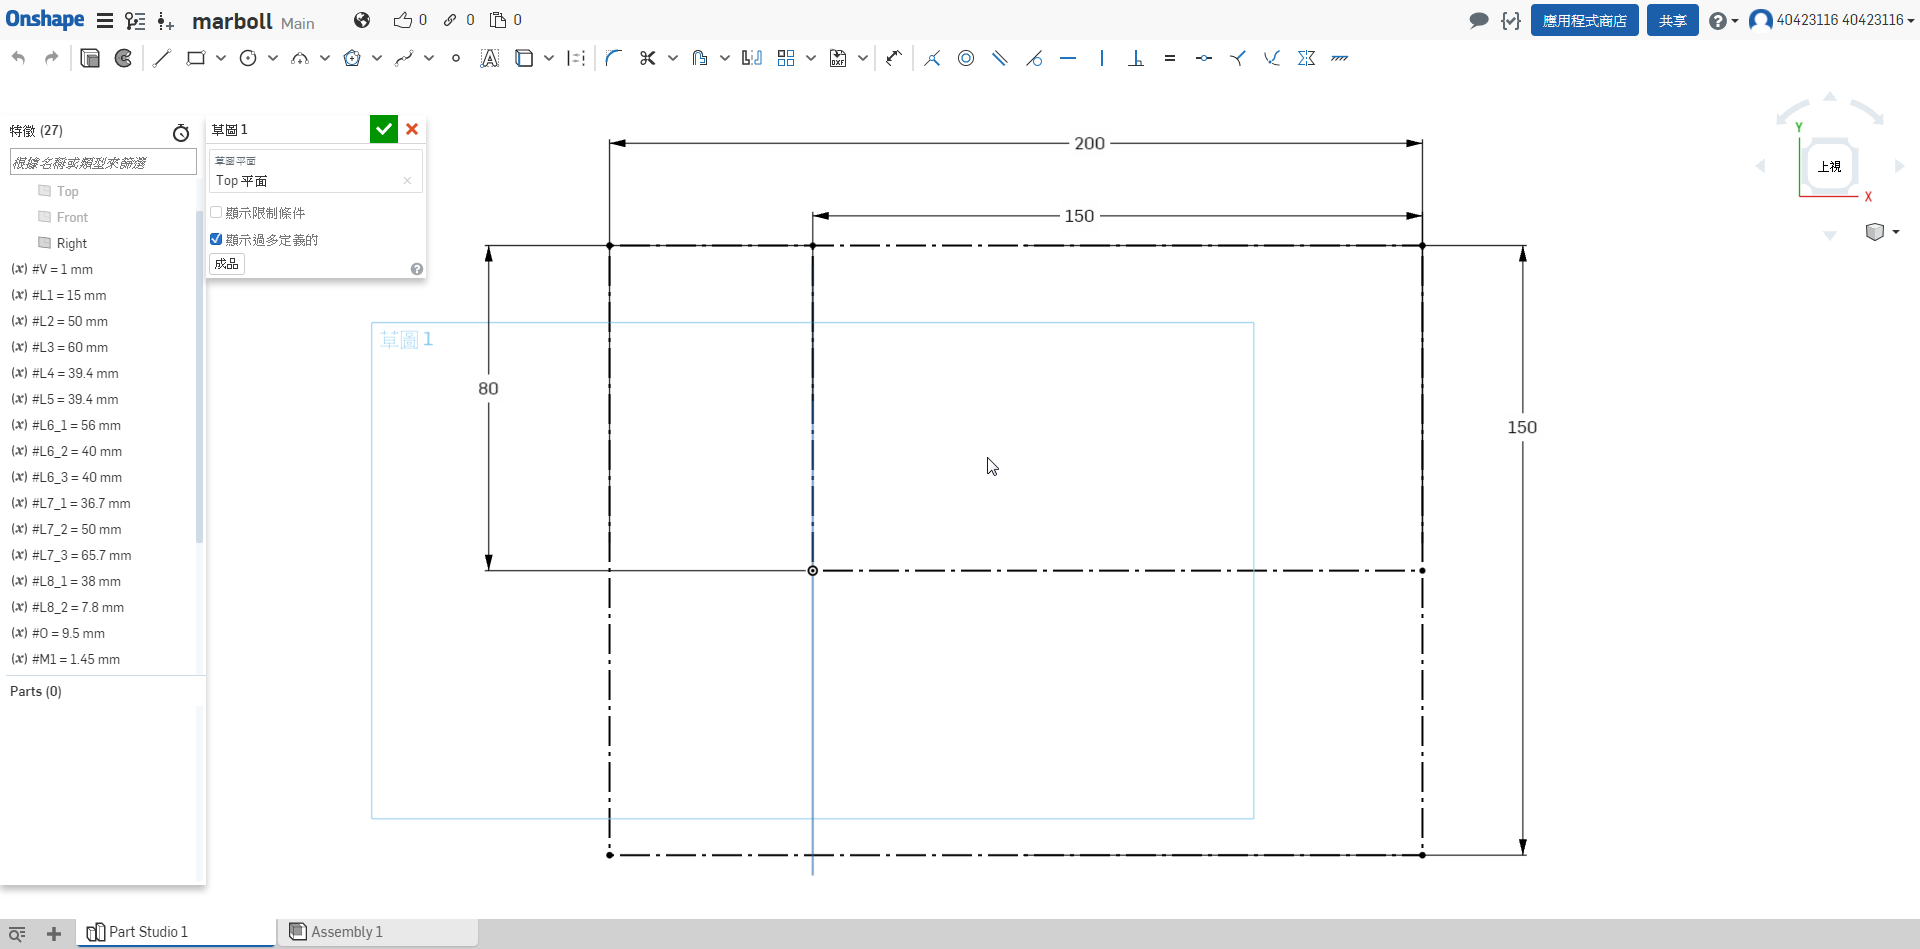 Onshape
marboll Main
0
0
0
應用程式商店
共享
40423116 40423116
特徵 (27)
根據名稱或類型來篩選
Top
Front
Right
(x) #V = 1 mm
(x) #L1 = 15 mm
(x) #L2 = 50 mm
(x) #L3 = 60 mm
(x) #L4 = 39.4 mm
(x) #L5 = 39.4 mm
(x) #L6_1 = 56 mm
(x) #L6_2 = 40 mm
(x) #L6_3 = 40 mm
(x) #L7_1 = 36.7 mm
(x) #L7_2 = 50 mm
(x) #L7_3 = 65.7 mm
(x) #L8_1 = 38 mm
(x) #L8_2 = 7.8 mm
(x) #O = 9.5 mm
(x) #M1 = 1.45 mm
Parts (0)
草圖 1
草圖平面
Top 平面
顯示限制條件
顯示過多定義的
成品
200
150
80
150
草圖 1
Y
上視
X
Part Studio 1
Assembly 1